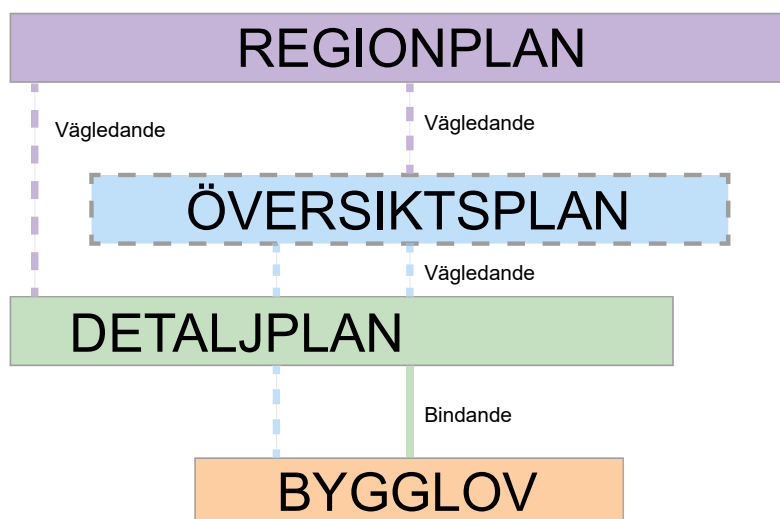 REGIONPLAN
Vägledande
Vägledande
ÖVERSIKTSPLAN
Vägledande
DETALJPLAN
Bindande
BYGGLOV